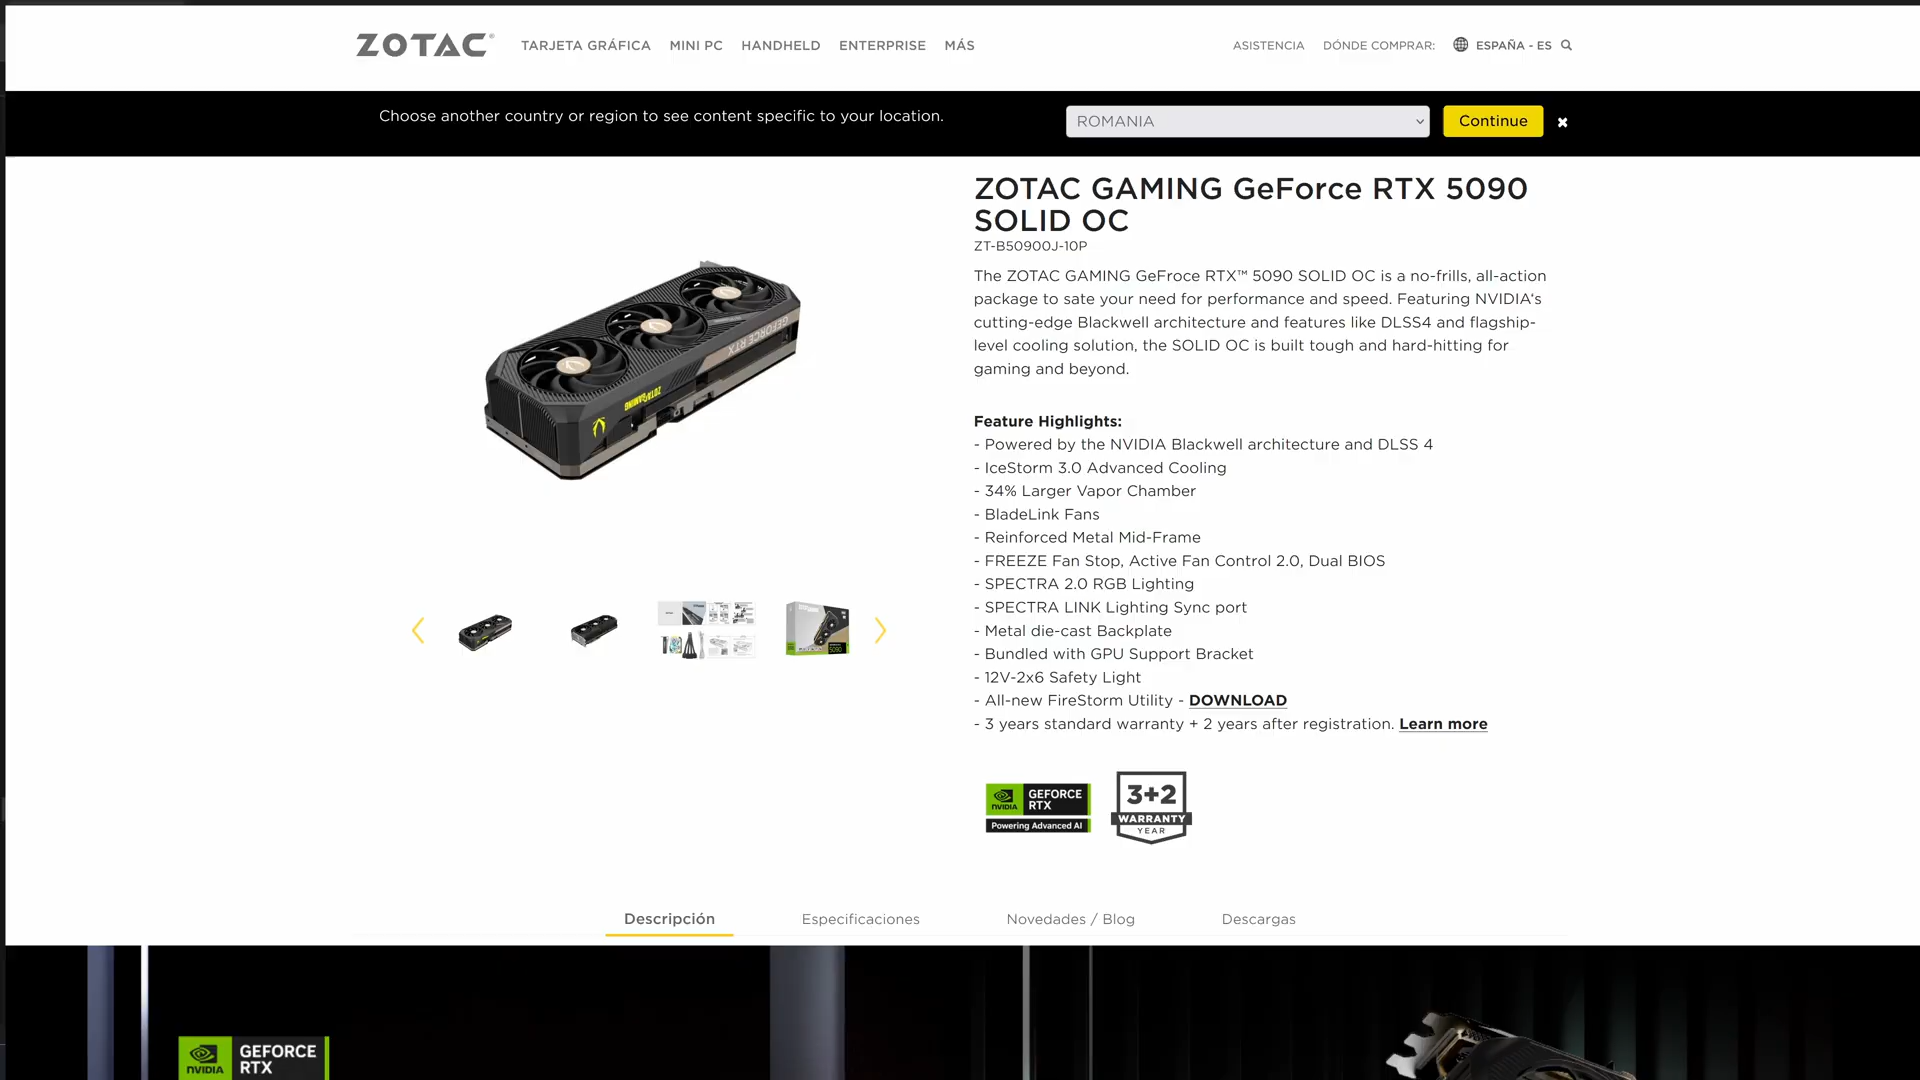 ZOTAC®
TARJETA GRÁFICA
MINI PC
HANDHELD
ENTERPRISE
MÁS
ASISTENCIA
DÓNDE COMPRAR:
ESPAÑA - ES
Choose another country or region to see content specific to your location.
ROMANIA
Continue
ZOTAC GAMING GeForce RTX 5090
SOLID OC
ZT-B50900J-10P
The ZOTAC GAMING GeFroce RTX™ 5090 SOLID OC is a no-frills, all-action
package to sate your need for performance and speed. Featuring NVIDIA‘s
cutting-edge Blackwell architecture and features like DLSS4 and flagship-
level cooling solution, the SOLID OC is built tough and hard-hitting for
gaming and beyond.
Feature Highlights:
- Powered by the NVIDIA Blackwell architecture and DLSS 4
- IceStorm 3.0 Advanced Cooling
- 34% Larger Vapor Chamber
- BladeLink Fans
- Reinforced Metal Mid-Frame
- FREEZE Fan Stop, Active Fan Control 2.0, Dual BIOS
- SPECTRA 2.0 RGB Lighting
- SPECTRA LINK Lighting Sync port
- Metal die-cast Backplate
- Bundled with GPU Support Bracket
- 12V-2x6 Safety Light
- All-new FireStorm Utility - DOWNLOAD
- 3 years standard warranty + 2 years after registration. Learn more
GEFORCE RTX
ZOTAC GAMING
5090
NVIDIA
GEFORCE
RTX
Powering Advanced AI
3+2
WARRANTY
YEAR
Descripción
Especificaciones
Novedades / Blog
Descargas
NVIDIA
GEFORCE
RTX